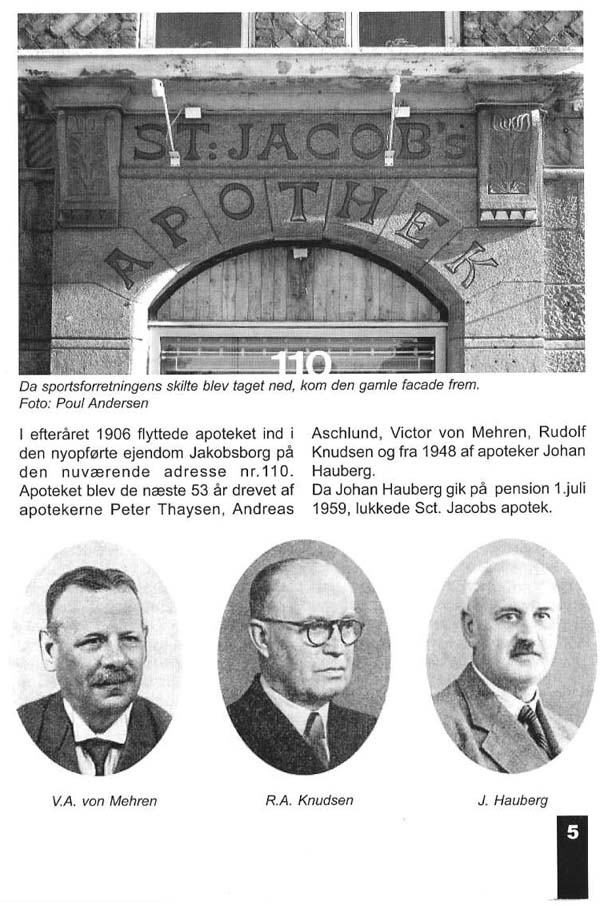 ST: JACOB's
APOTHEK
110
Da sportsforretningens skilte blev taget ned, kom den gamle facade frem.
Foto: Poul Andersen
I efteråret 1906 flyttede apoteket ind i
den nyopførte ejendom Jakobsborg på
den nuværende adresse nr.110.
Apoteket blev de næste 53 år drevet af
apotekerne Peter Thaysen, Andreas
Aschlund, Victor von Mehren, Rudolf
Knudsen og fra 1948 af apoteker Johan
Hauberg.
Da Johan Hauberg gik på pension 1.juli
1959, lukkede Sct. Jacobs apotek.
V.A. von Mehren
R.A. Knudsen
J. Hauberg
5